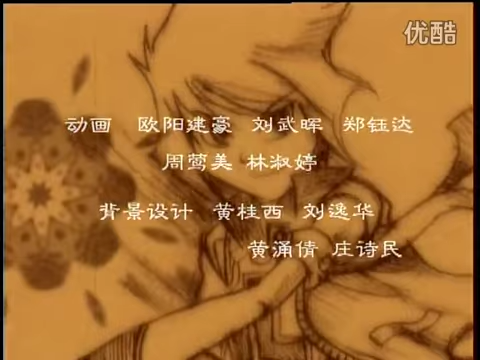 优酷
动画 欧阳建豪 刘武晖 郑钰达
周莺美 林淑婷
背景设计 黄桂西 刘逸华
黄涌倩 庄诗民